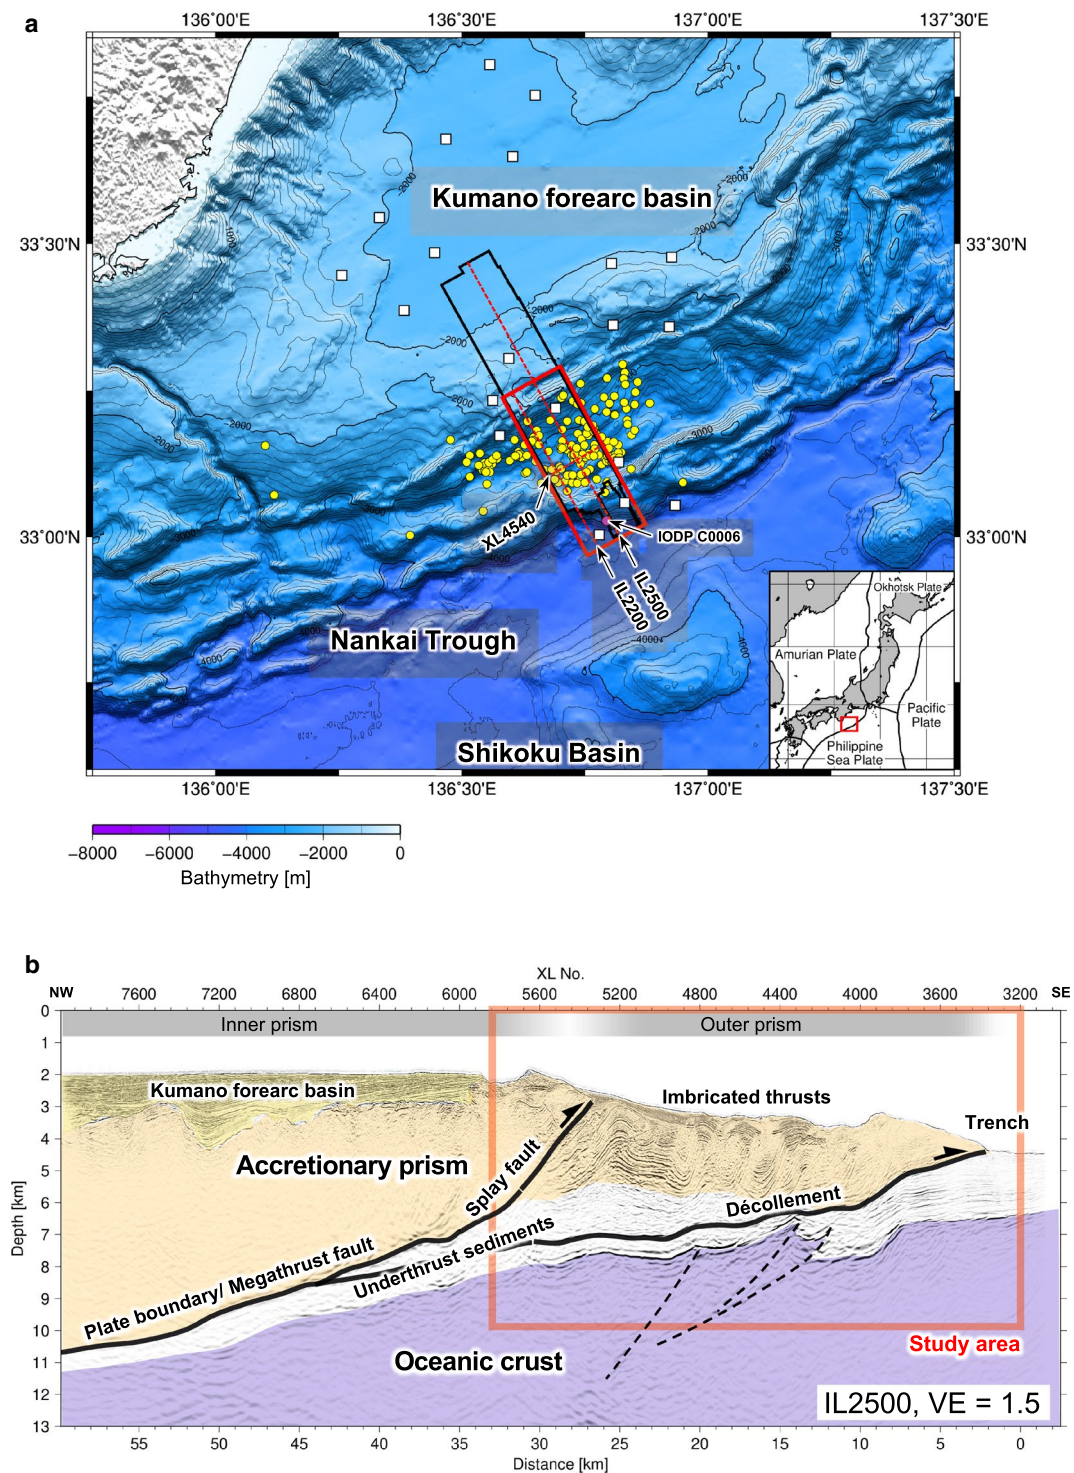 a
136°00'E 136°30'E 137°00'E 137°30'E
Kumano forearc basin
33°30'N 33°30'N
-2000
-2000
-2000
-1000
-2000
-2000
-2000
-2000
-3000
-3000
XL4540
IODP C0006
33°00'N 33°00'N
IL2500
IL2200
-4000
-4000
-4000
-4000
-4000
Nankai Trough
Shikoku Basin
Okhotsk Plate
Amurian Plate
Pacific
Plate
Philippine
Sea Plate
136°00'E 136°30'E 137°00'E 137°30'E
−8000 −6000 −4000 −2000 0
Bathymetry [m]
b
XL No.
NW 7600 7200 6800 6400 6000 5600 5200 4800 4400 4000 3600 3200 SE
Inner prism Outer prism
Kumano forearc basin
Imbricated thrusts
Trench
Accretionary prism
Splay fault
Décollement
Plate boundary/ Megathrust fault
Underthrust sediments
Study area
Oceanic crust
IL2500, VE = 1.5
0
1
2
3
4
5
6
7
8
9
10
11
12
13
Depth [km]
55 50 45 40 35 30 25 20 15 10 5 0
Distance [km]